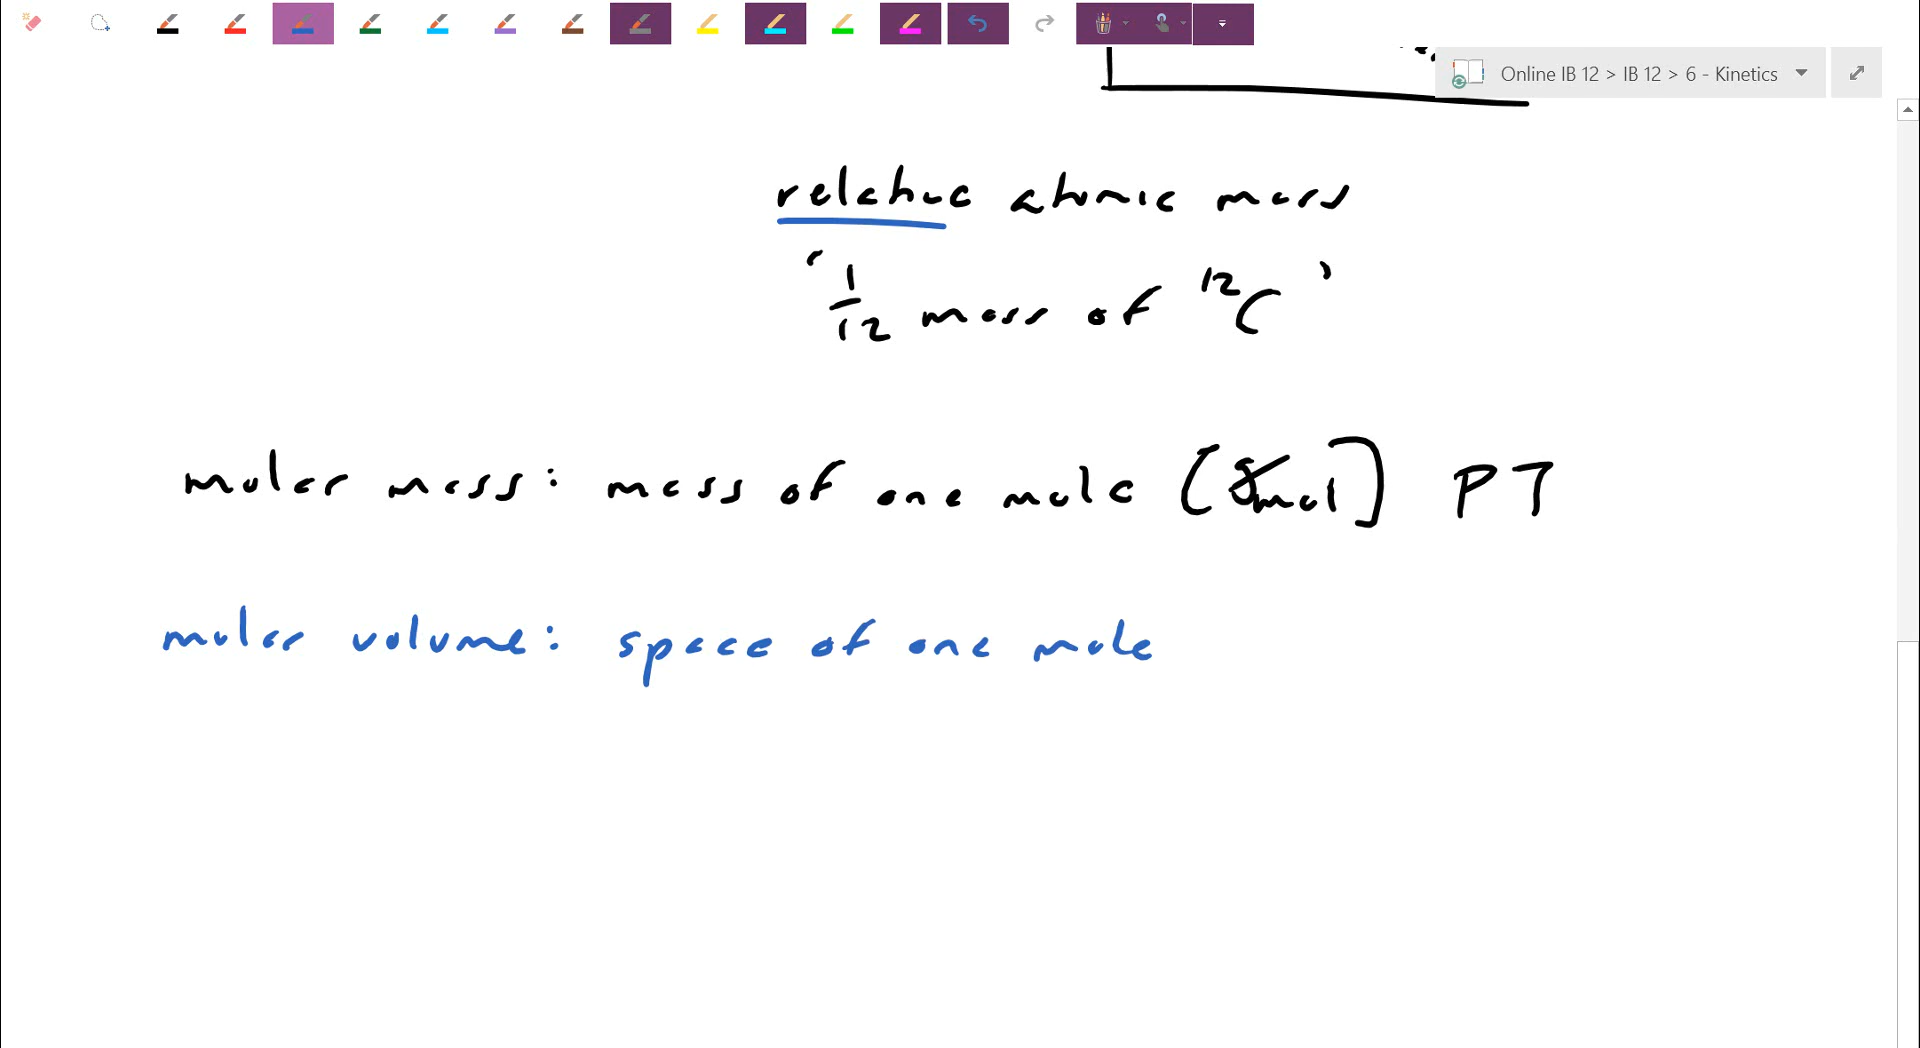 Online IB 12 > IB 12 > 6 - Kinetics
relative atomic mass
" 1/12 mass of ¹²C "
molar mass: mass of one mole [g/mol] PT
molar volume: space of one mole